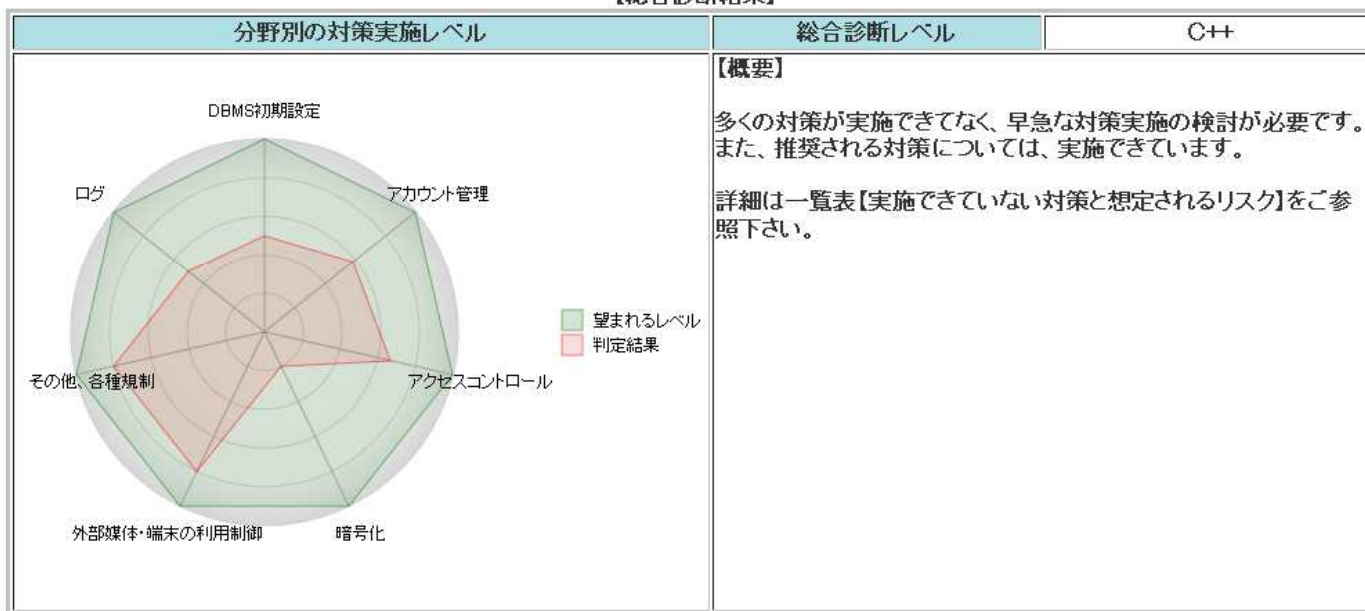 【総合診断結果】
分野別の対策実施レベル
総合診断レベル
C++
DBMS初期設定
ログ
アカウント管理
望まれるレベル
判定結果
その他、各種規制
アクセスコントロール
外部媒体・端末の利用制御
暗号化
【概要】
多くの対策が実施できてなく、早急な対策実施の検討が必要です。
また、推奨される対策については、実施できています。
詳細は一覧表【実施できていない対策と想定されるリスク】をご参
照下さい。